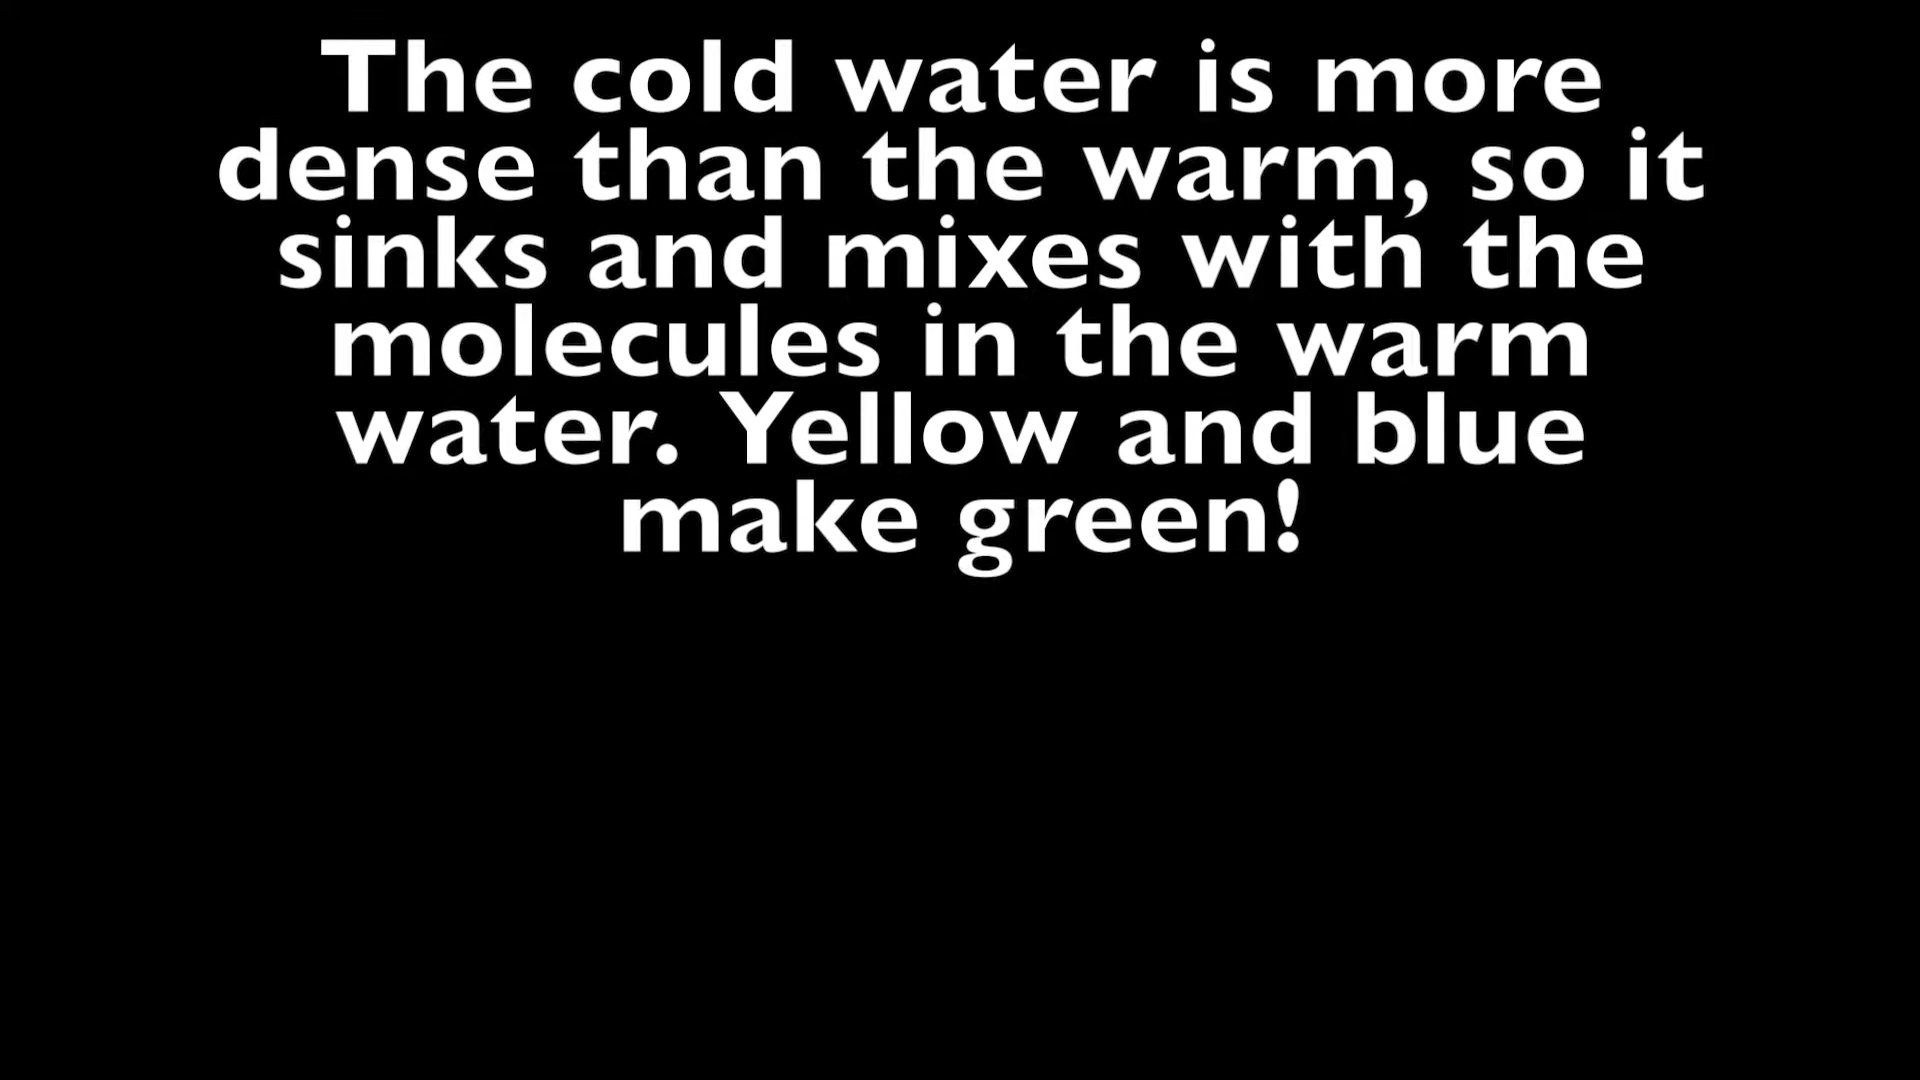 The cold water is more
dense than the warm, so it
sinks and mixes with the
molecules in the warm
water. Yellow and blue
make green!